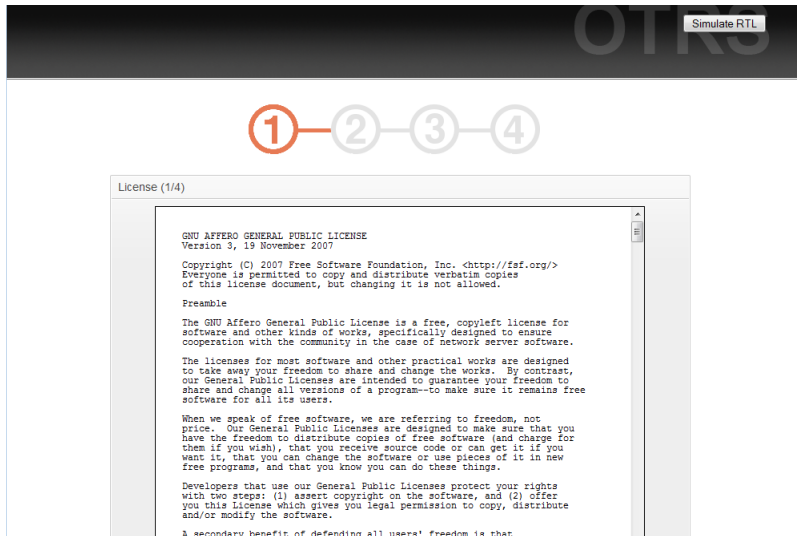 OTRS
Simulate RTL
1 2 3 4
License (1/4)
GNU AFFERO GENERAL PUBLIC LICENSE
Version 3, 19 November 2007
Copyright (C) 2007 Free Software Foundation, Inc. <http://fsf.org/>
Everyone is permitted to copy and distribute verbatim copies
of this license document, but changing it is not allowed.
Preamble
The GNU Affero General Public License is a free, copyleft license for
software and other kinds of works, specifically designed to ensure
cooperation with the community in the case of network server software.
The licenses for most software and other practical works are designed
to take away your freedom to share and change the works.  By contrast,
our General Public Licenses are intended to guarantee your freedom to
share and change all versions of a program--to make sure it remains free
software for all its users.
When we speak of free software, we are referring to freedom, not
price.  Our General Public Licenses are designed to make sure that you
have the freedom to distribute copies of free software (and charge for
them if you wish), that you receive source code or can get it if you
want it, that you can change the software or use pieces of it in new
free programs, and that you know you can do these things.
Developers that use our General Public Licenses protect your rights
with two steps: (1) assert copyright on the software, and (2) offer
you this License which gives you legal permission to copy, distribute
and/or modify the software.
A secondary benefit of defending all users' freedom is that